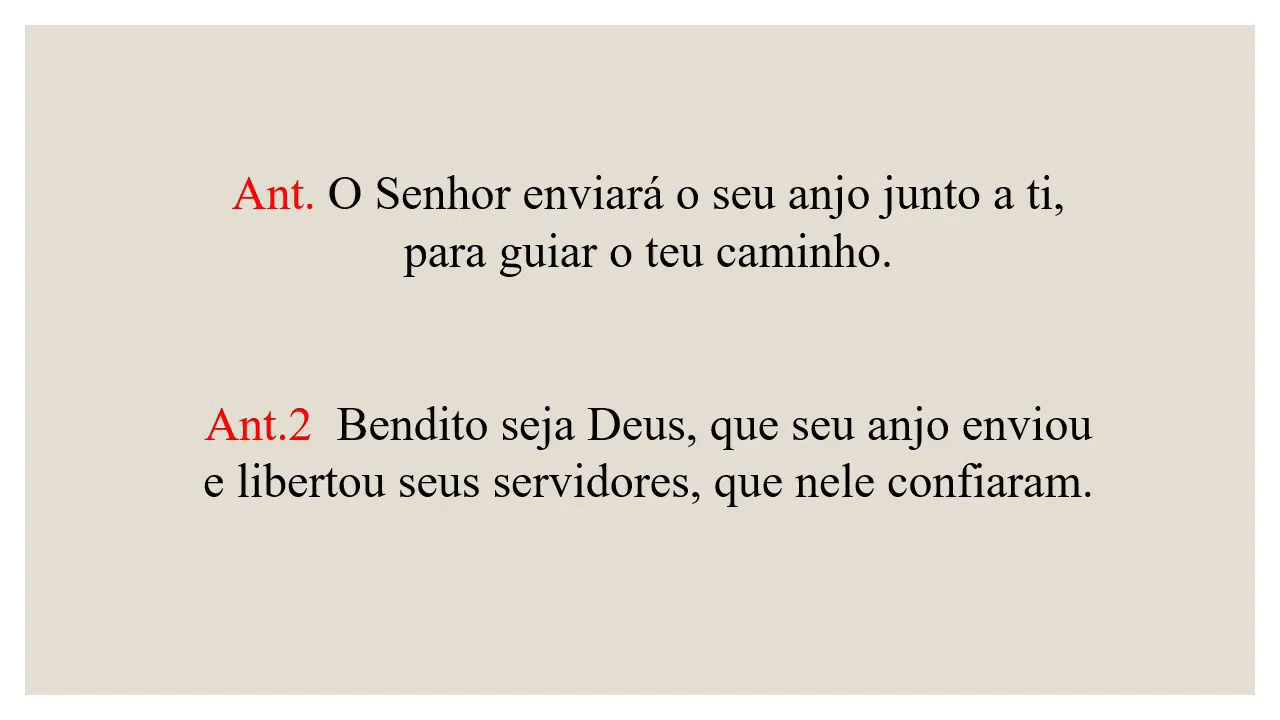 Ant. O Senhor enviará o seu anjo junto a ti,
para guiar o teu caminho.
Ant.2  Bendito seja Deus, que seu anjo enviou
e libertou seus servidores, que nele confiaram.